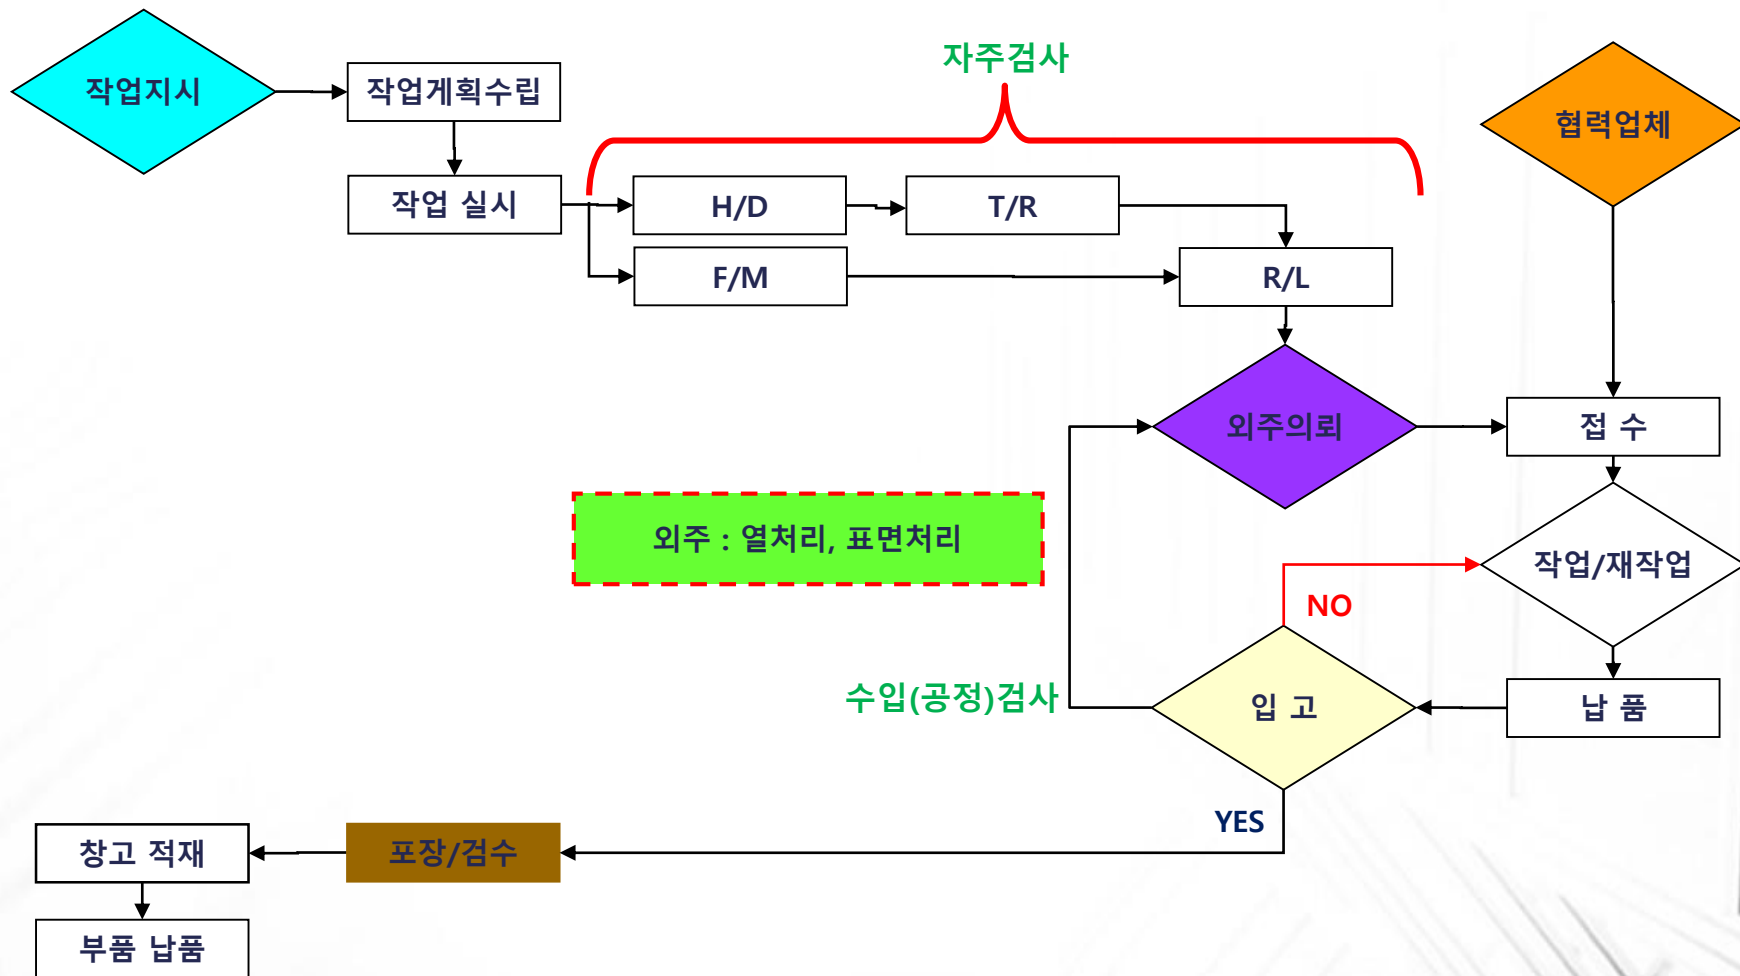 자주검사
작업지시
작업계획수립
협력업체
작업 실시
H/D
T/R
F/M
R/L
외주의뢰
접 수
외주 : 열처리, 표면처리
작업/재작업
NO
수입(공정)검사
입 고
납 품
YES
창고 적재
포장/검수
부품 납품